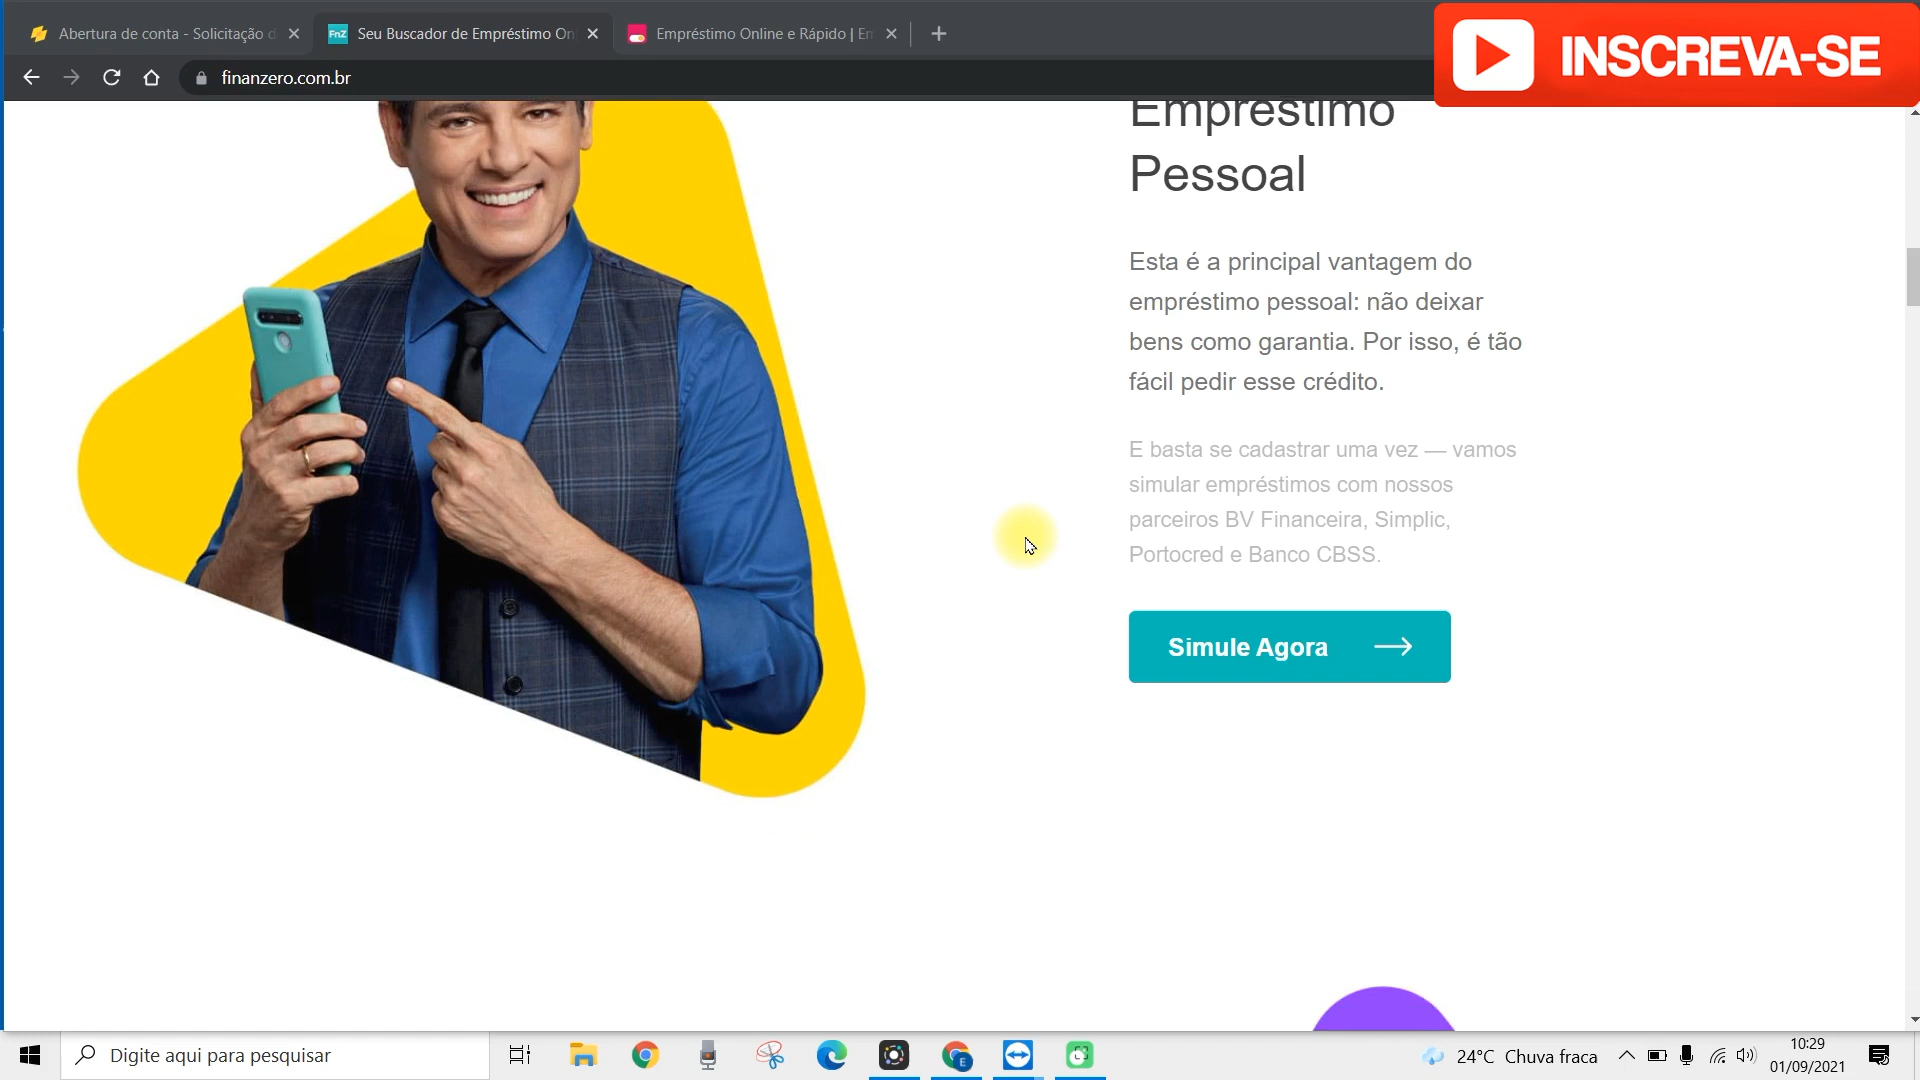 Abertura de conta - Solicitação d
FnZ
Seu Buscador de Empréstimo On
Empréstimo Online e Rápido | Em
INSCREVA-SE
finanzero.com.br
Empréstimo
Pessoal
Esta é a principal vantagem do
empréstimo pessoal: não deixar
bens como garantia. Por isso, é tão
fácil pedir esse crédito.
E basta se cadastrar uma vez — vamos
simular empréstimos com nossos
parceiros BV Financeira, Simplic,
Portocred e Banco CBSS.
Simule Agora
Digite aqui para pesquisar
E
24°C Chuva fraca
10:29
01/09/2021